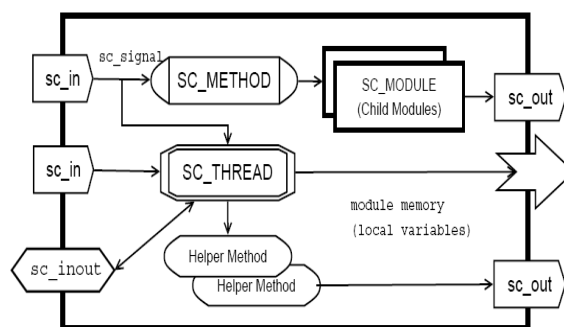 sc_signal
sc_in
SC_METHOD
SC_MODULE
(Child Modules)
sc_out
sc_in
SC_THREAD
module memory
(local variables)
sc_inout
Helper Method
Helper Method
sc_out